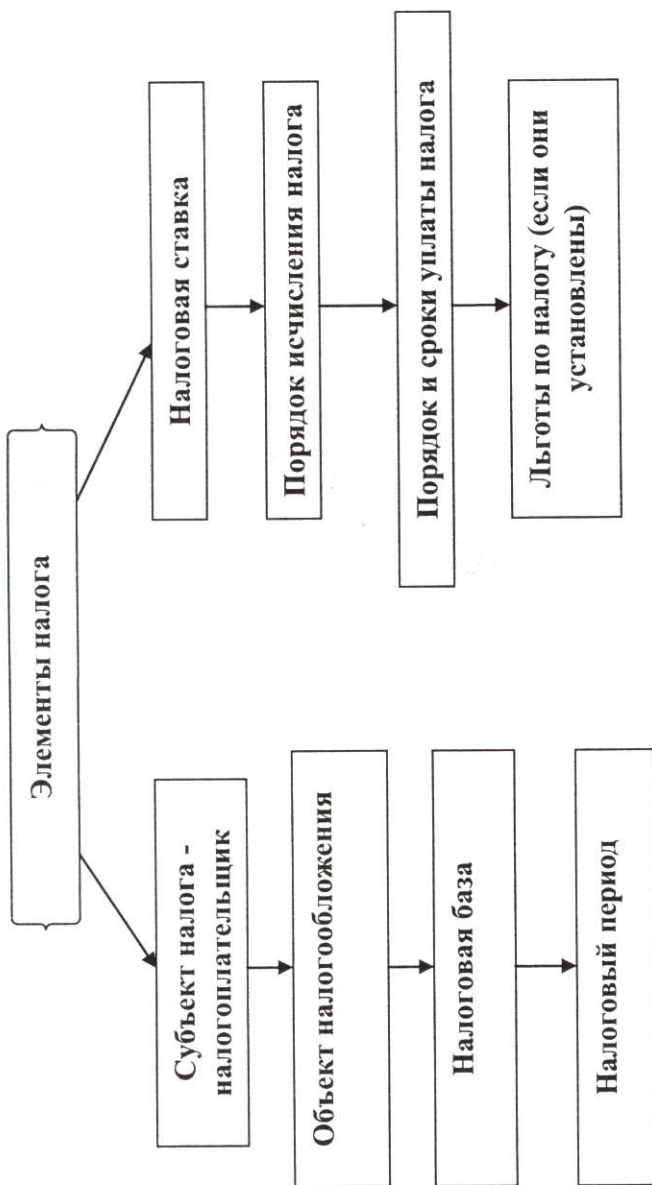 Элементы налога
Субъект налога -
налогоплательщик
Объект налогообложения
Налоговая база
Налоговый период
Налоговая ставка
Порядок исчисления налога
Порядок и сроки уплаты налога
Льготы по налогу (если они
установлены)